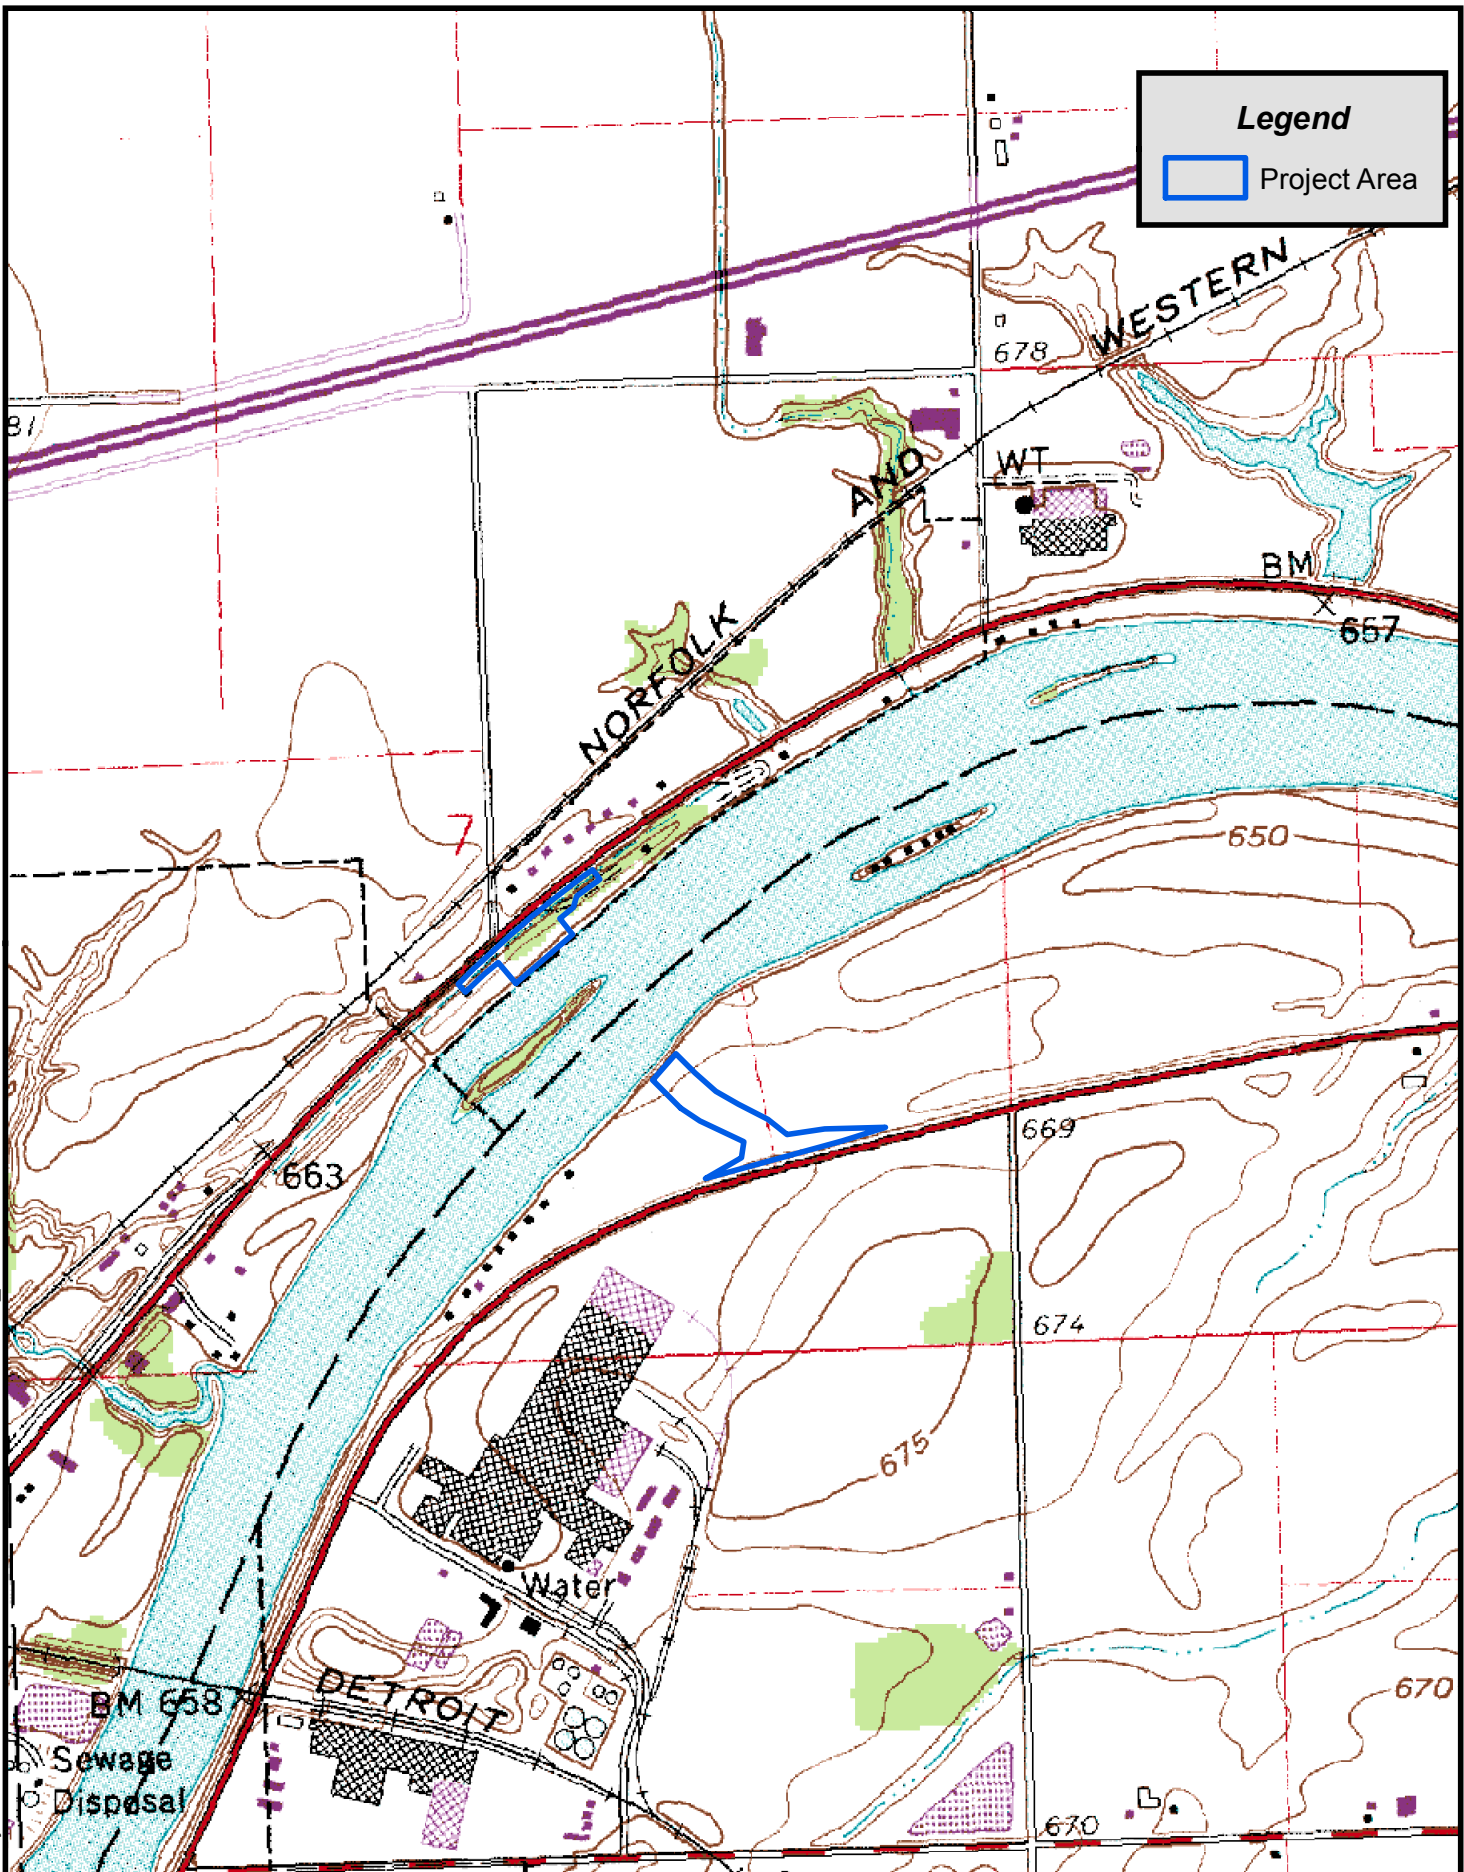 Legend
Project Area
WESTERN
678
81
AND
WT
BM
657
NORFOLK
7
650
669
663
674
675
Water
DETROIT
BM 658
670
Sewage
Disposal
670